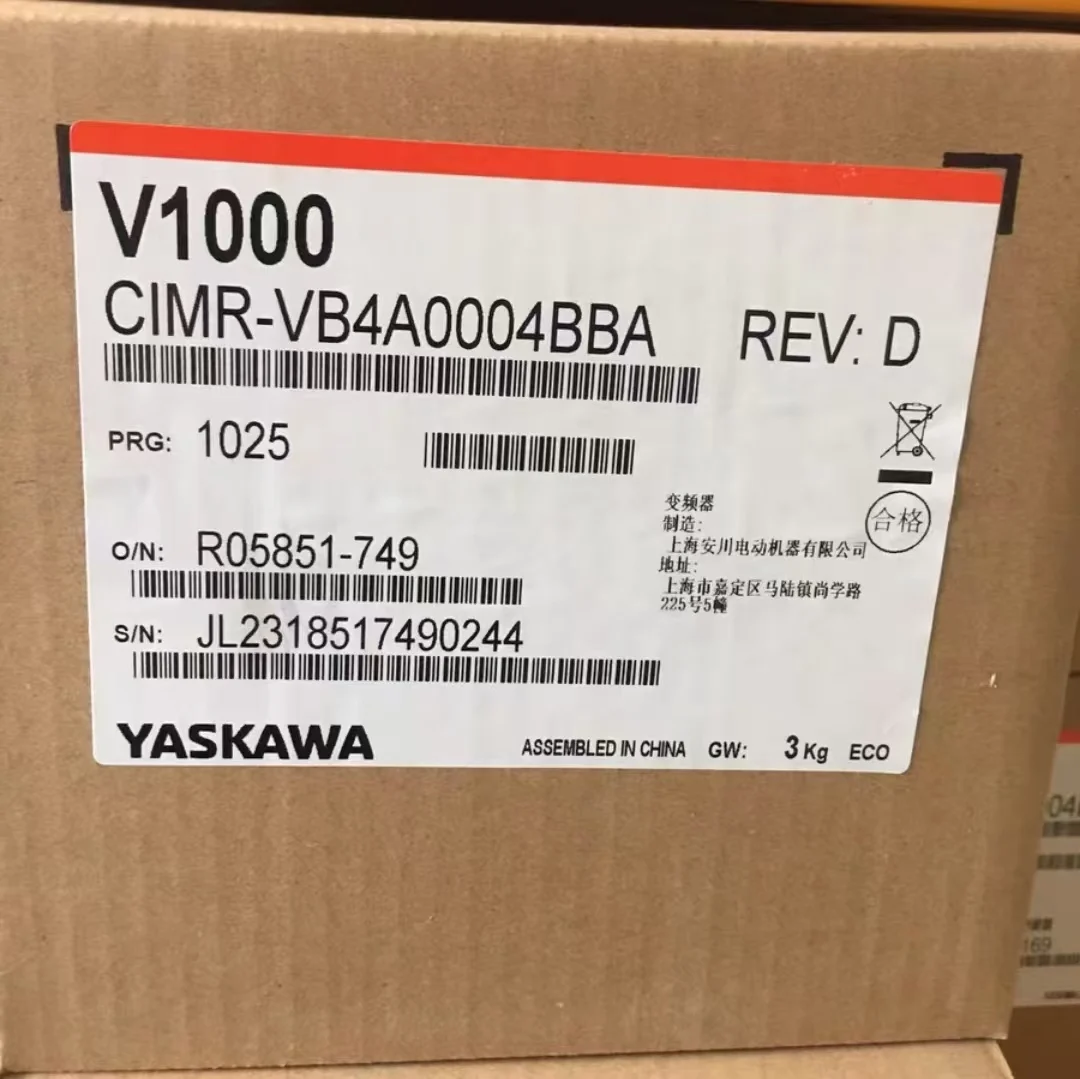 V1000
CIMR-VB4A0004BBA REV: D
PRG: 1025
变频器
制造:
上海安川电动机器有限公司
合格
地址:
上海市嘉定区马陆镇尚学路
225号5幢
O/N: R05851-749
S/N: JL2318517490244
YASKAWA ASSEMBLED IN CHINA GW: 3Kg ECO
169